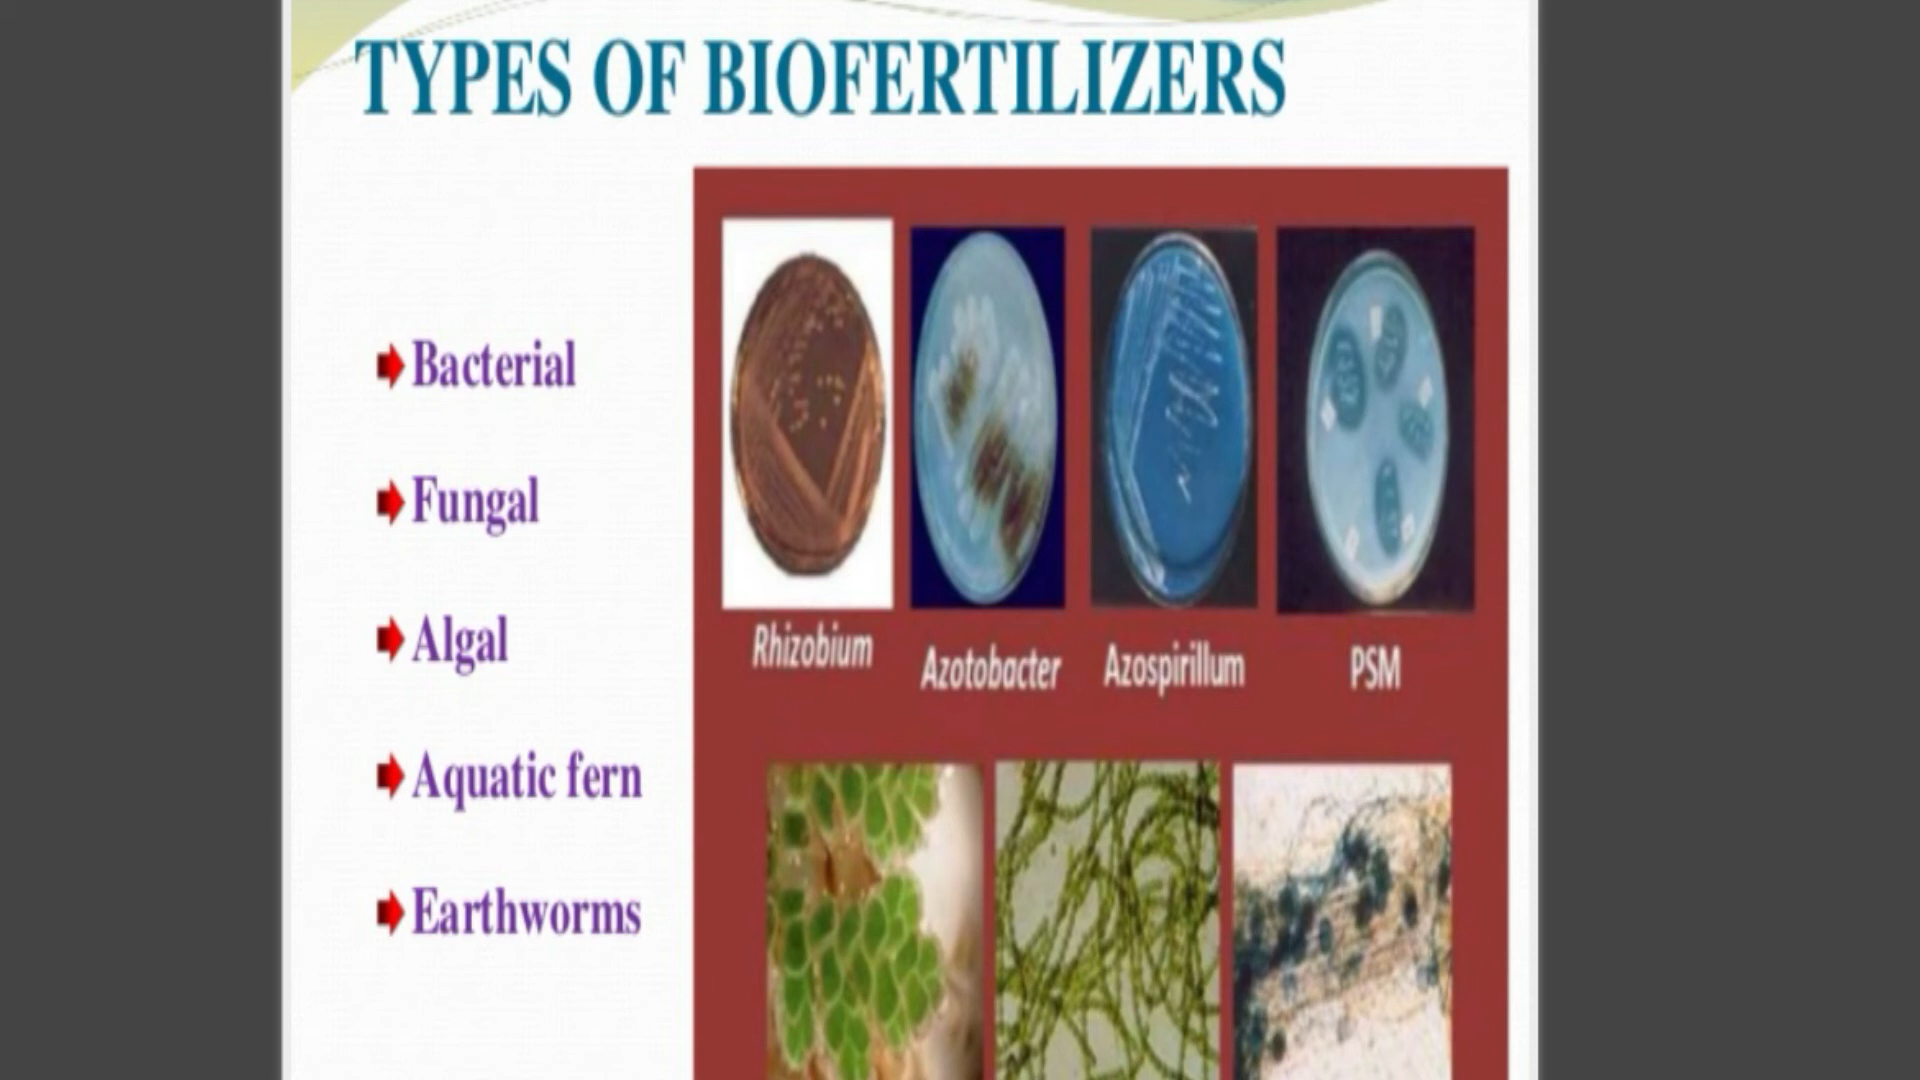 TYPES OF BIOFERTILIZERS
Bacterial
Fungal
Algal
Aquatic fern
Earthworms
Rhizobium
Azotobacter
Azospirillum
PSM